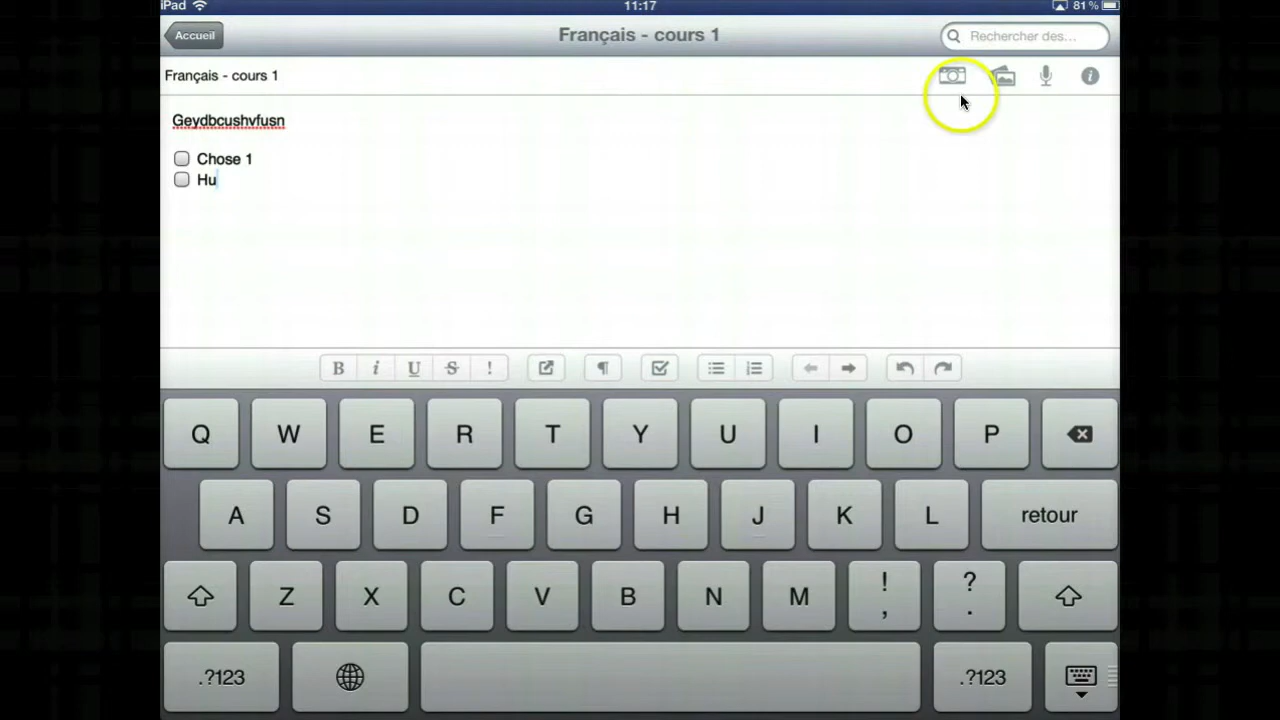 iPad 11:17 81%
Accueil Français - cours 1 Rechercher des...
Français - cours 1
Geydbcushvfusn
Chose 1
Hu
B i U S ! ¶
Q W E R T Y U I O P
A S D F G H J K L retour
Z X C V B N M ! , ? .
.?123 .?123